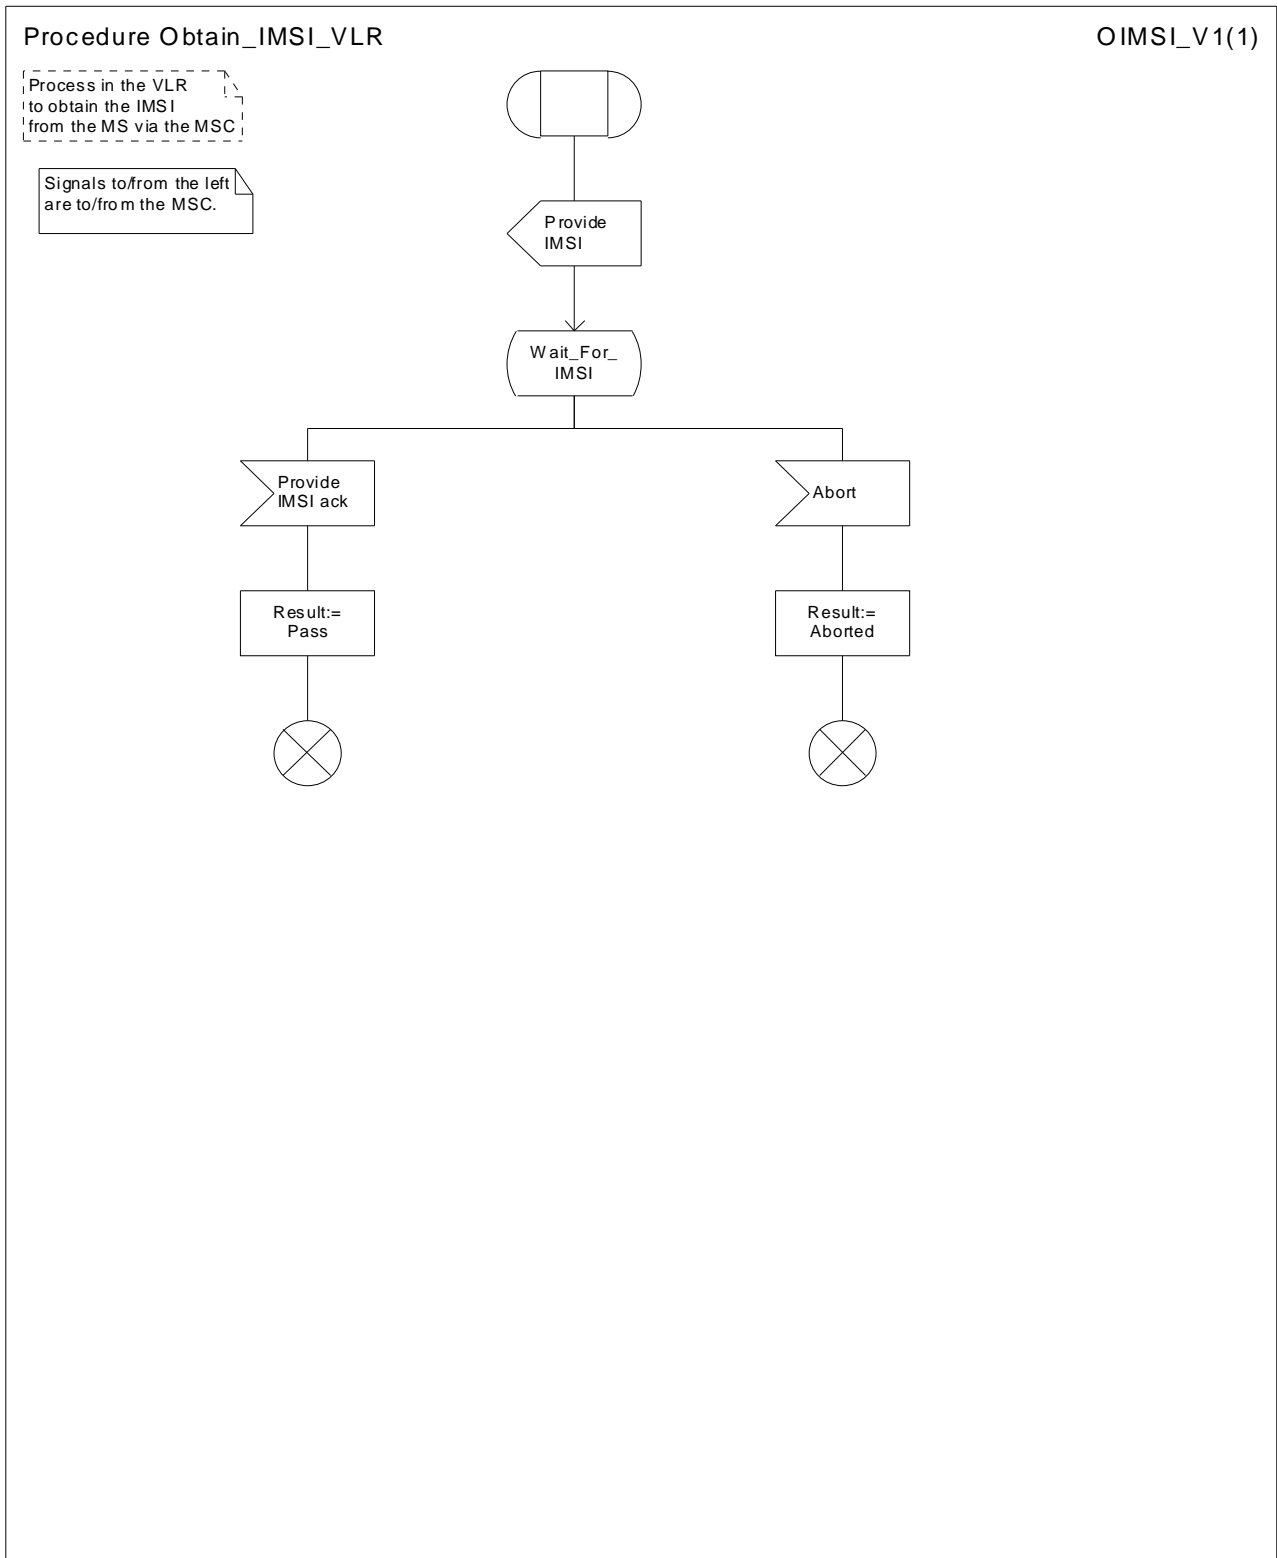 Procedure Obtain_IMSI_VLR
OIMSI_V1(1)
Process in the VLR
to obtain the IMSI
from the MS via the MSC
Signals to/from the left
are to/from the MSC.
Provide
IMSI
Wait_For_
IMSI
Provide
IMSI ack
Abort
Result:=
Pass
Result:=
Aborted